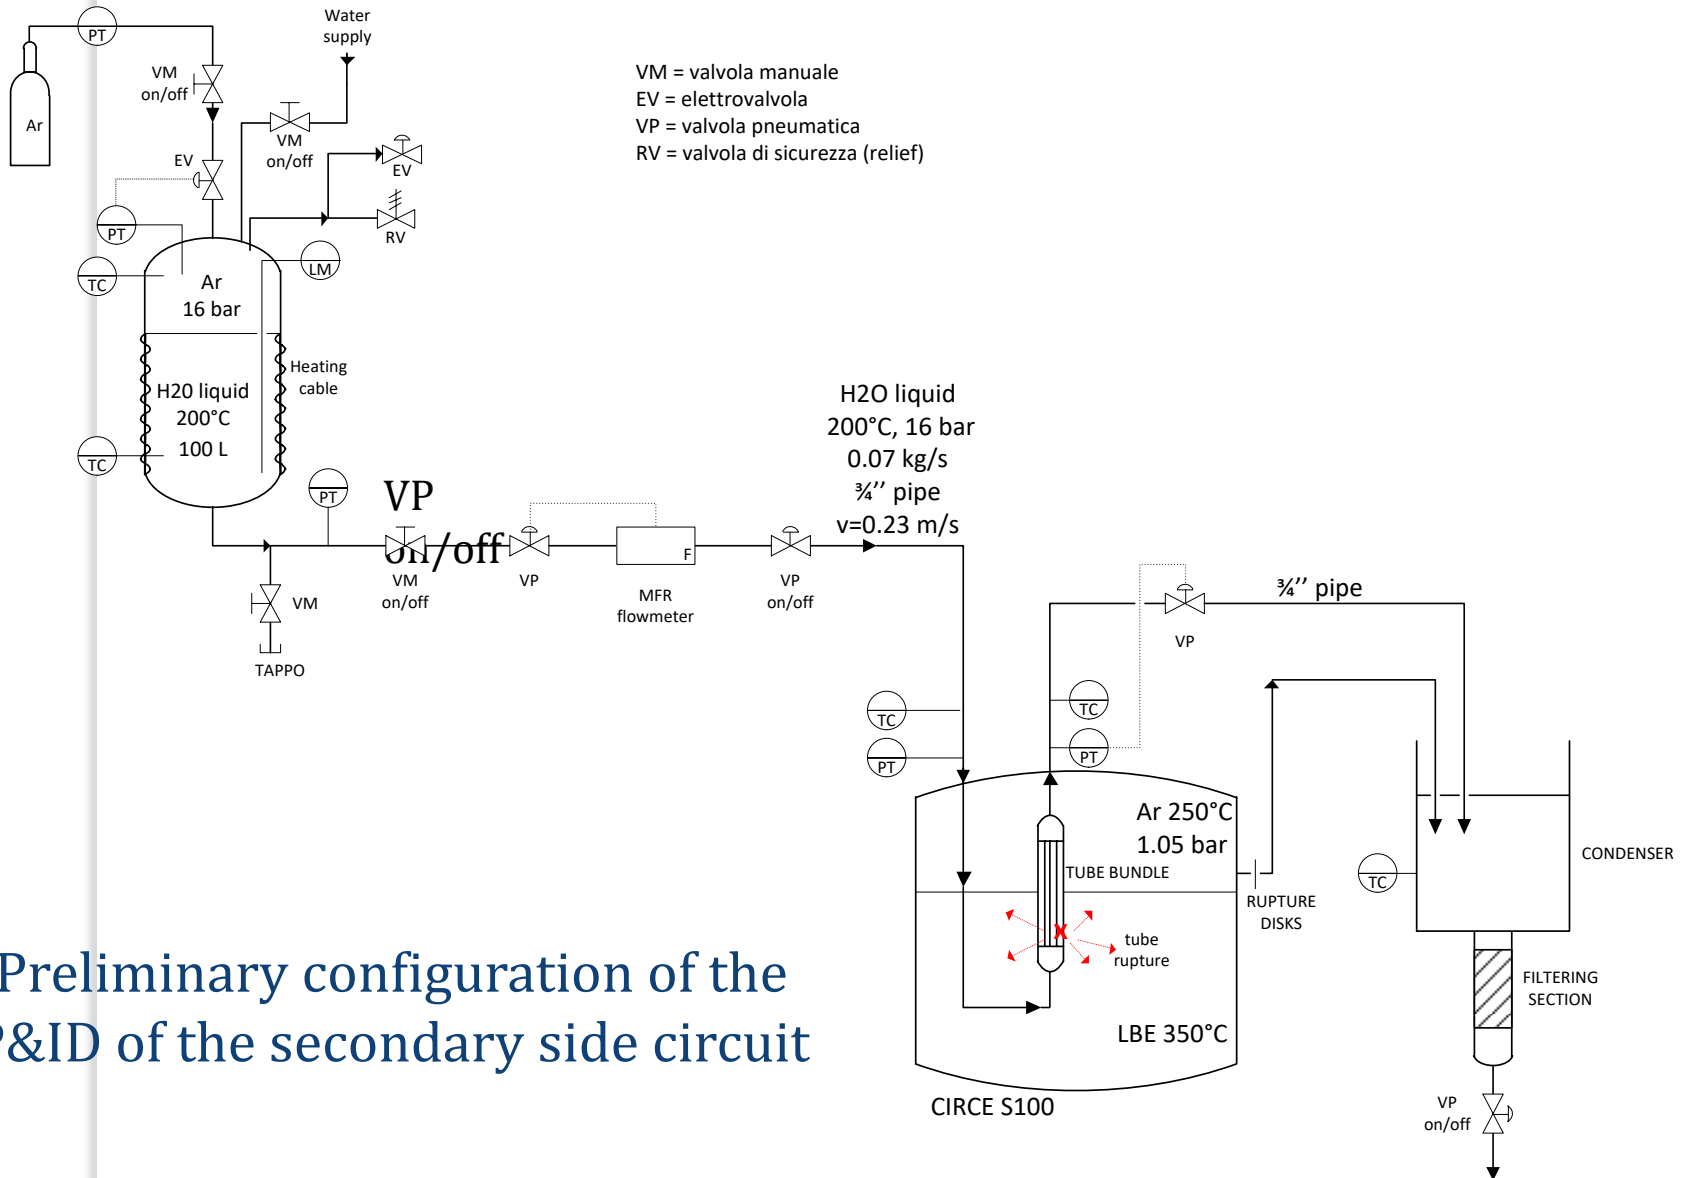 PT
Water
supply
VM
on/off
Ar
VM = valvola manuale
EV = elettrovalvola
VP = valvola pneumatica
RV = valvola di sicurezza (relief)
VM
on/off
EV
EV
PT
RV
LM
TC
Ar
16 bar
Heating
cable
H20 liquid
200°C
100 L
TC
PT
VP
on/off
VM
on/off
VP
F
MFR
flowmeter
VP
on/off
H2O liquid
200°C, 16 bar
0.07 kg/s
¾’’ pipe
v=0.23 m/s
VM
TAPPO
¾’’ pipe
VP
TC
PT
TC
PT
Ar 250°C
1.05 bar
TUBE BUNDLE
RUPTURE
DISKS
tube
rupture
LBE 350°C
CIRCE S100
TC
CONDENSER
FILTERING
SECTION
VP
on/off
Preliminary configuration of the
P&ID of the secondary side circuit